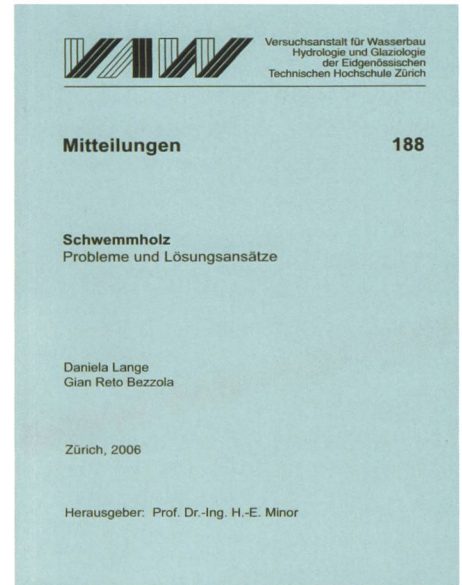 VAW
Versuchsanstalt für Wasserbau
Hydrologie und Glaziologie
der Eidgenössischen
Technischen Hochschule Zürich
Mitteilungen 188
Schwemmholz
Probleme und Lösungsansätze
Daniela Lange
Gian Reto Bezzola
Zürich, 2006
Herausgeber: Prof. Dr.-Ing. H.-E. Minor